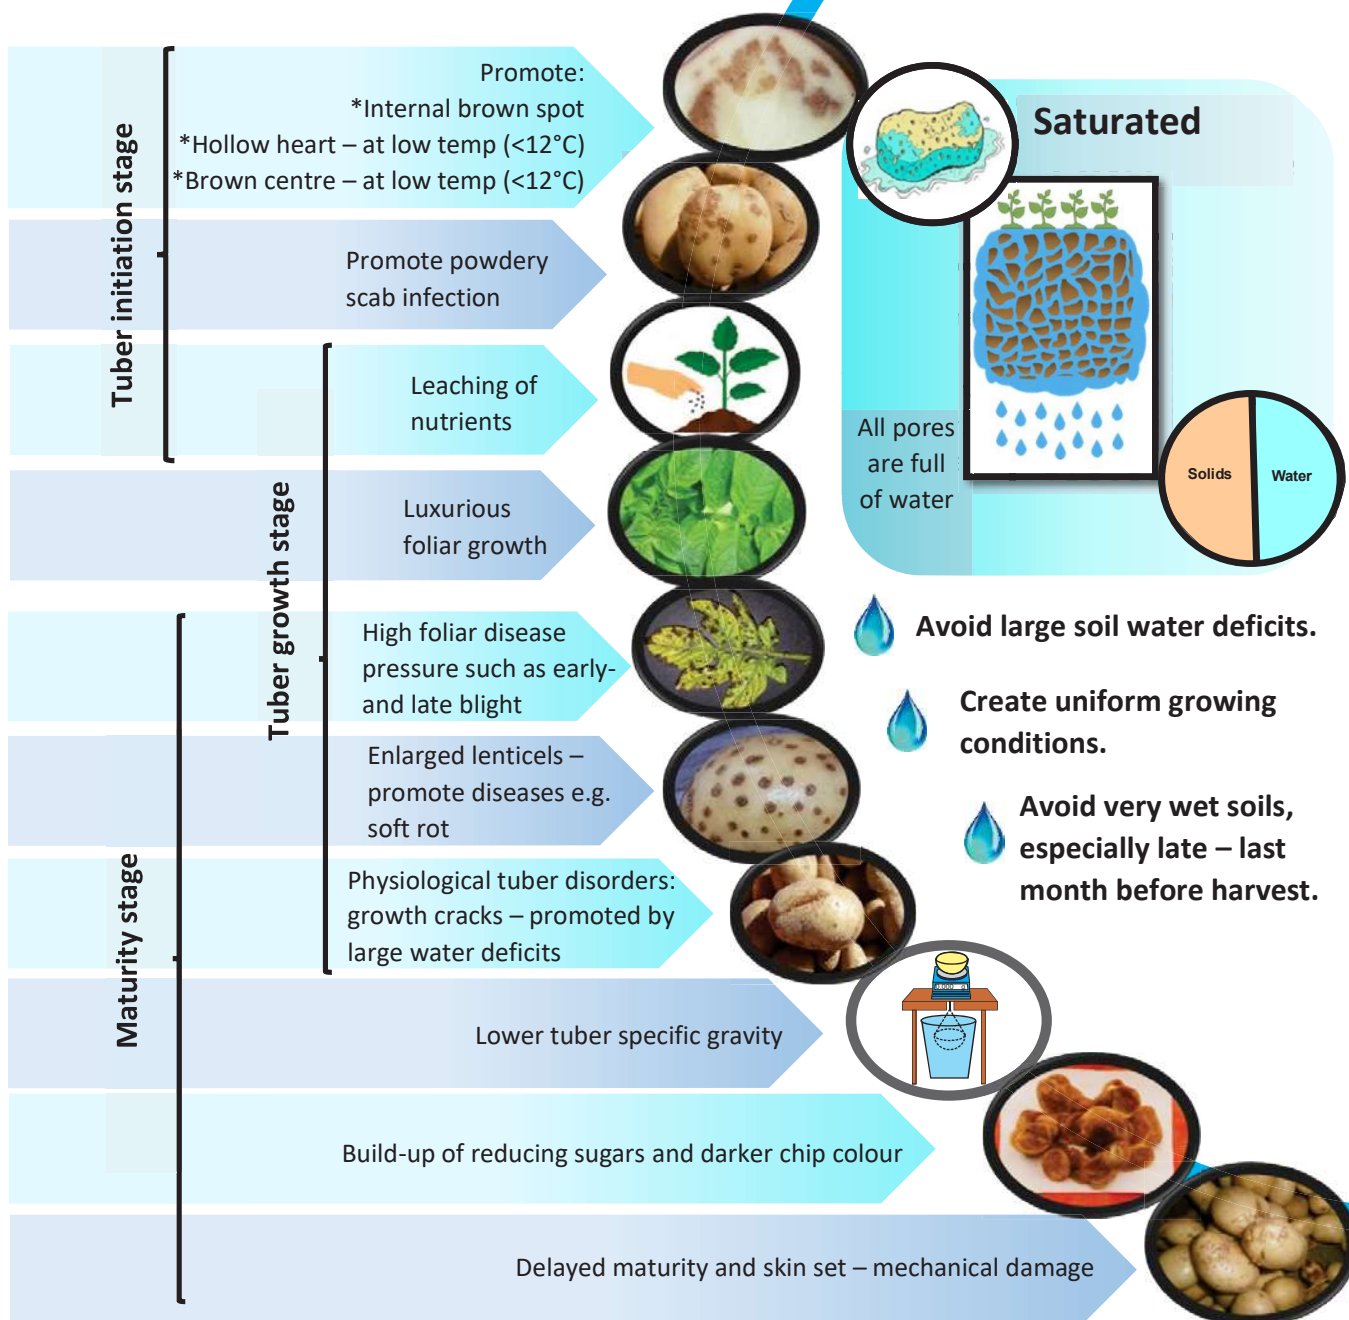 Tuber initiation stage
Promote:
*Internal brown spot
*Hollow heart – at low temp (<12°C)
*Brown centre – at low temp (<12°C)
Promote powdery
scab infection
Tuber growth stage
Leaching of
nutrients
Luxurious
foliar growth
Maturity stage
High foliar disease
pressure such as early-
and late blight
Enlarged lenticels –
promote diseases e.g.
soft rot
Physiological tuber disorders:
growth cracks – promoted by
large water deficits
Lower tuber specific gravity
0.000 g
Build-up of reducing sugars and darker chip colour
Delayed maturity and skin set – mechanical damage
Saturated
All pores
are full
of water
Solids
Water
Avoid large soil water deficits.
Create uniform growing
conditions.
Avoid very wet soils,
especially late – last
month before harvest.